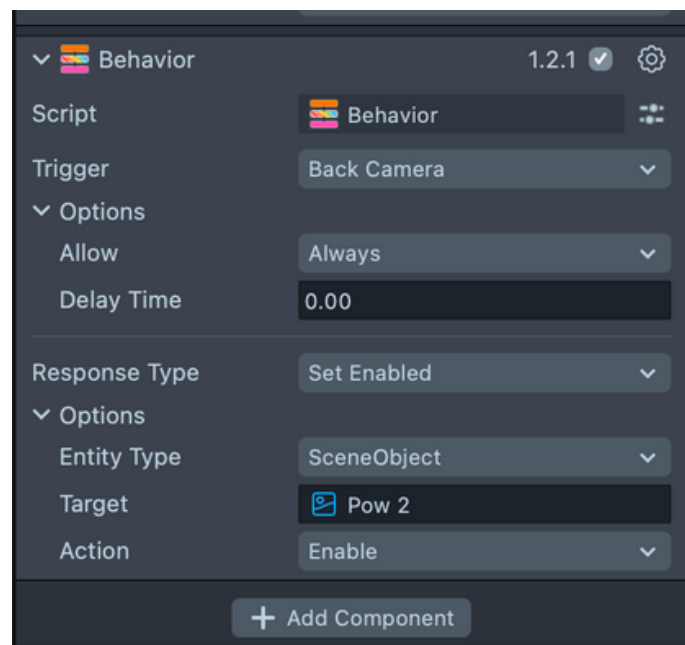 Behavior 1.2.1
Script Behavior
Trigger Back Camera
Options
Allow Always
Delay Time 0.00
Response Type Set Enabled
Options
Entity Type SceneObject
Target Pow 2
Action Enable
+ Add Component